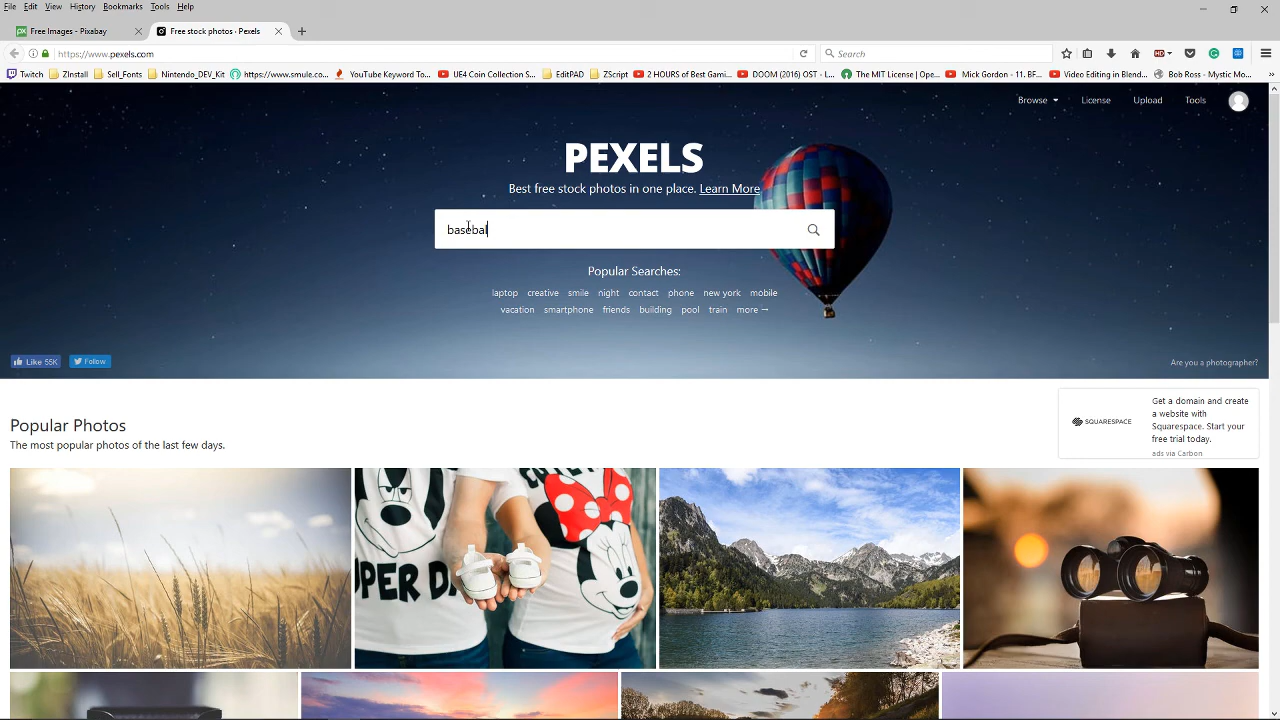 File Edit View History Bookmarks Tools Help
Free Images - Pixabay Free stock photos · Pexels
https://www.pexels.com Search
Twitch ZInstall Sell_Fonts Nintendo_DEV_Kit https://www.smule.co... YouTube Keyword To... UE4 Coin Collection S... EditPAD ZScript 2 HOURS of Best Gami... DOOM (2016) OST - L... The MIT License | Ope... Mick Gordon - 11. BF... Video Editing in Blend... Bob Ross - Mystic Mo...
Browse License Upload Tools
PEXELS
Best free stock photos in one place. Learn More
basebal
Popular Searches:
laptop creative smile night contact phone new york mobile
vacation smartphone friends building pool train more →
Like 55K Follow
Are you a photographer?
Popular Photos
The most popular photos of the last few days.
SQUARESPACE
Get a domain and create
a website with
Squarespace. Start your
free trial today.
ads via Carbon
UPER DA